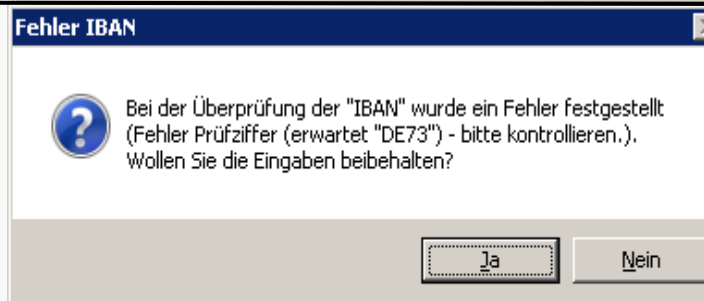 Fehler IBAN
Bei der Überprüfung der "IBAN" wurde ein Fehler festgestellt
(Fehler Prüfziffer (erwartet "DE73") - bitte kontrollieren.).
Wollen Sie die Eingaben beibehalten?
Ja
Nein